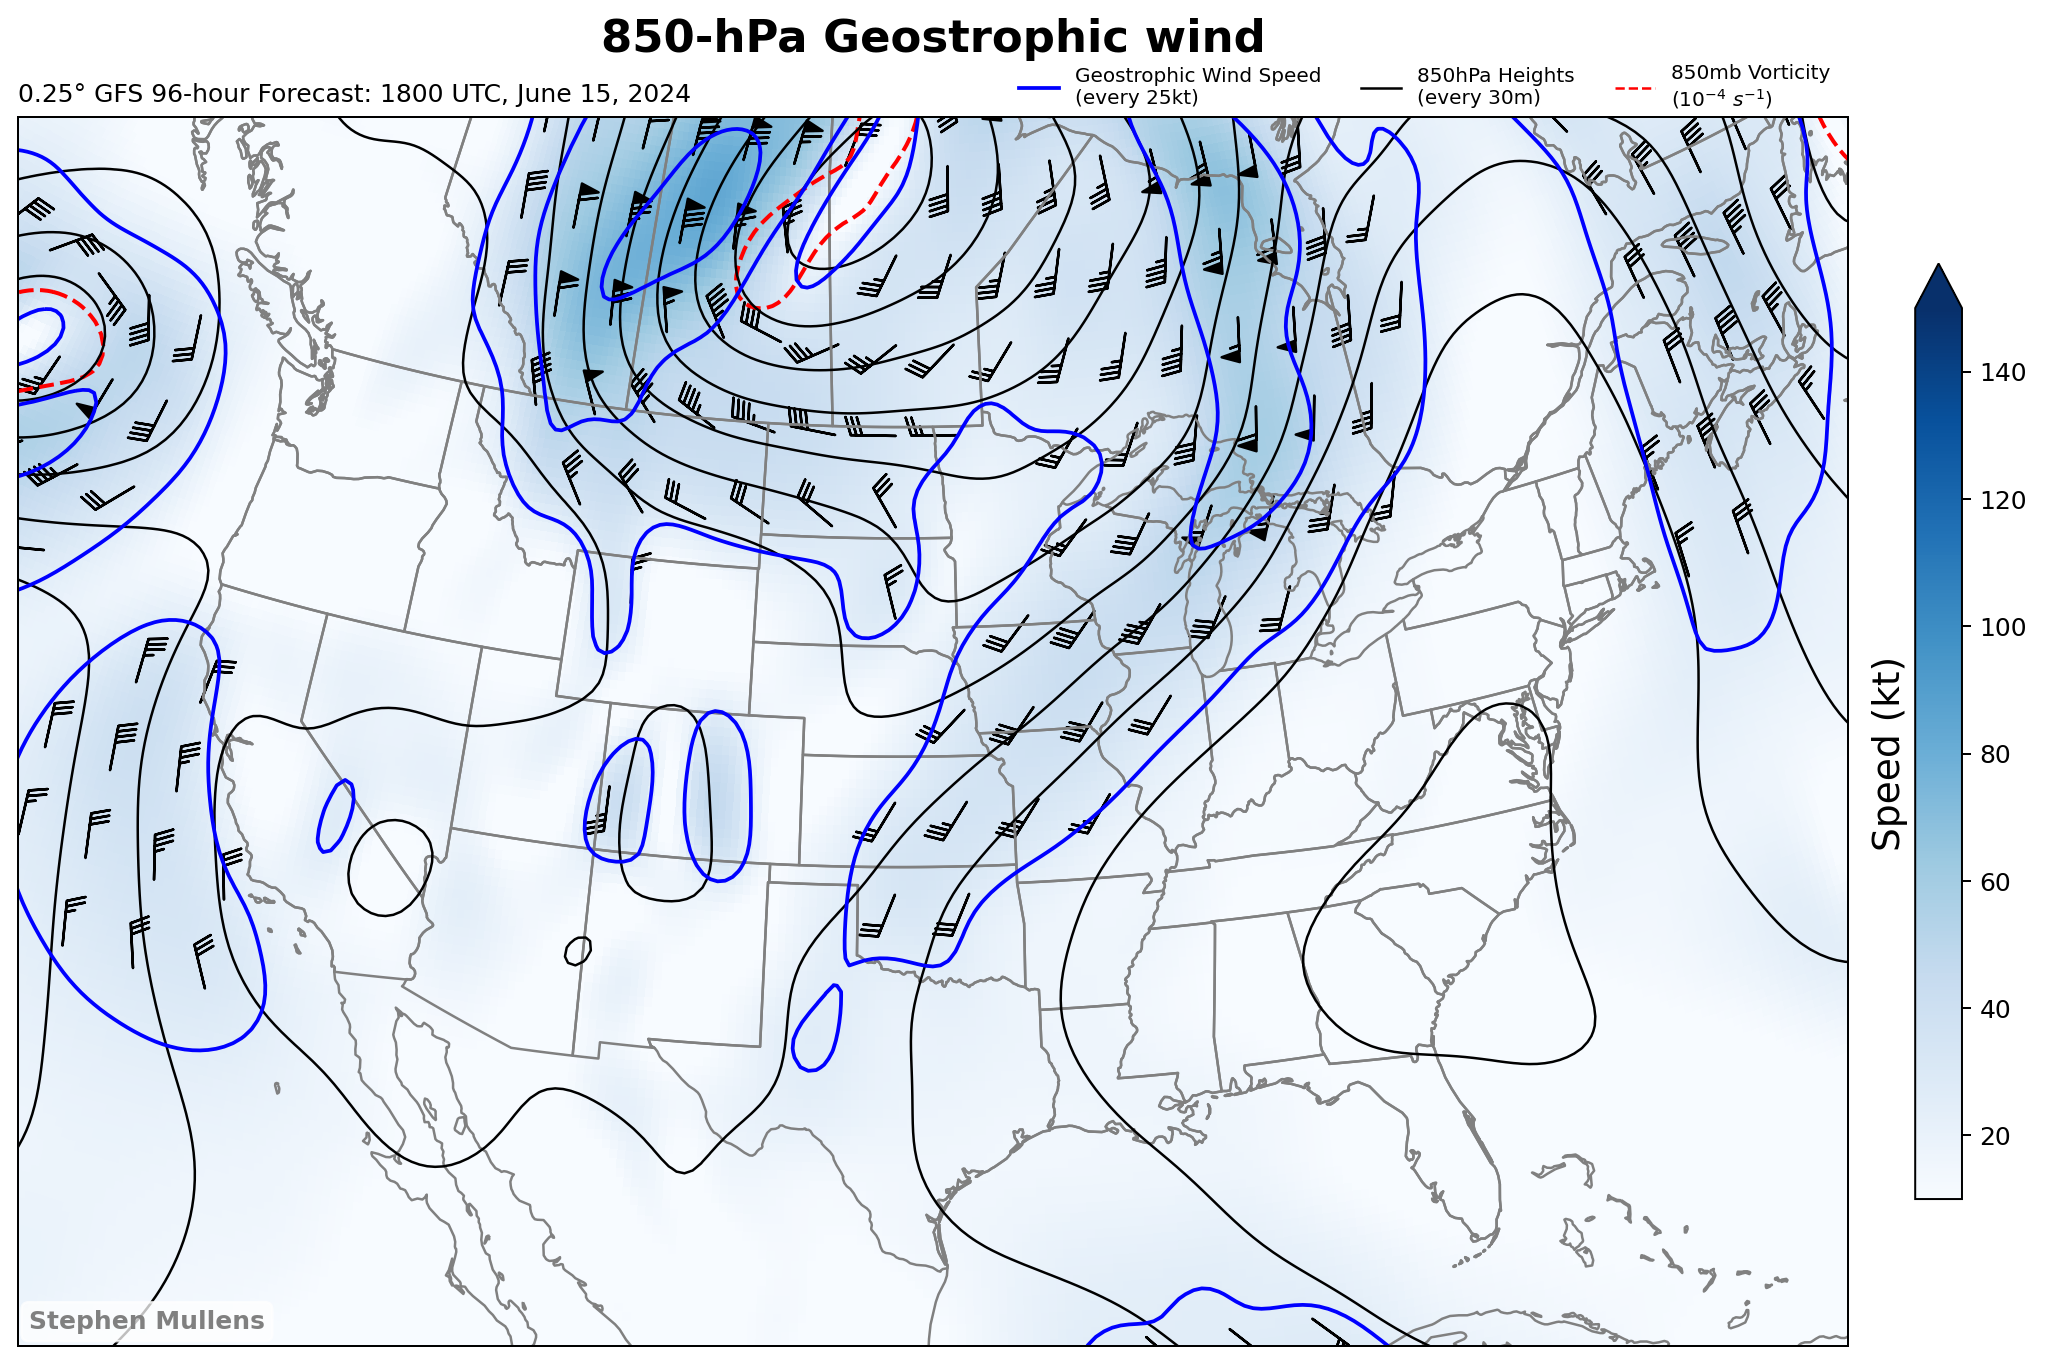 850-hPa Geostrophic wind
0.25° GFS 96-hour Forecast: 1800 UTC, June 15, 2024
Geostrophic Wind Speed
(every 25kt)
850hPa Heights
(every 30m)
850mb Vorticity
(10⁻⁴ s⁻¹)
140
120
100
80
60
40
20
Speed (kt)
Stephen Mullens